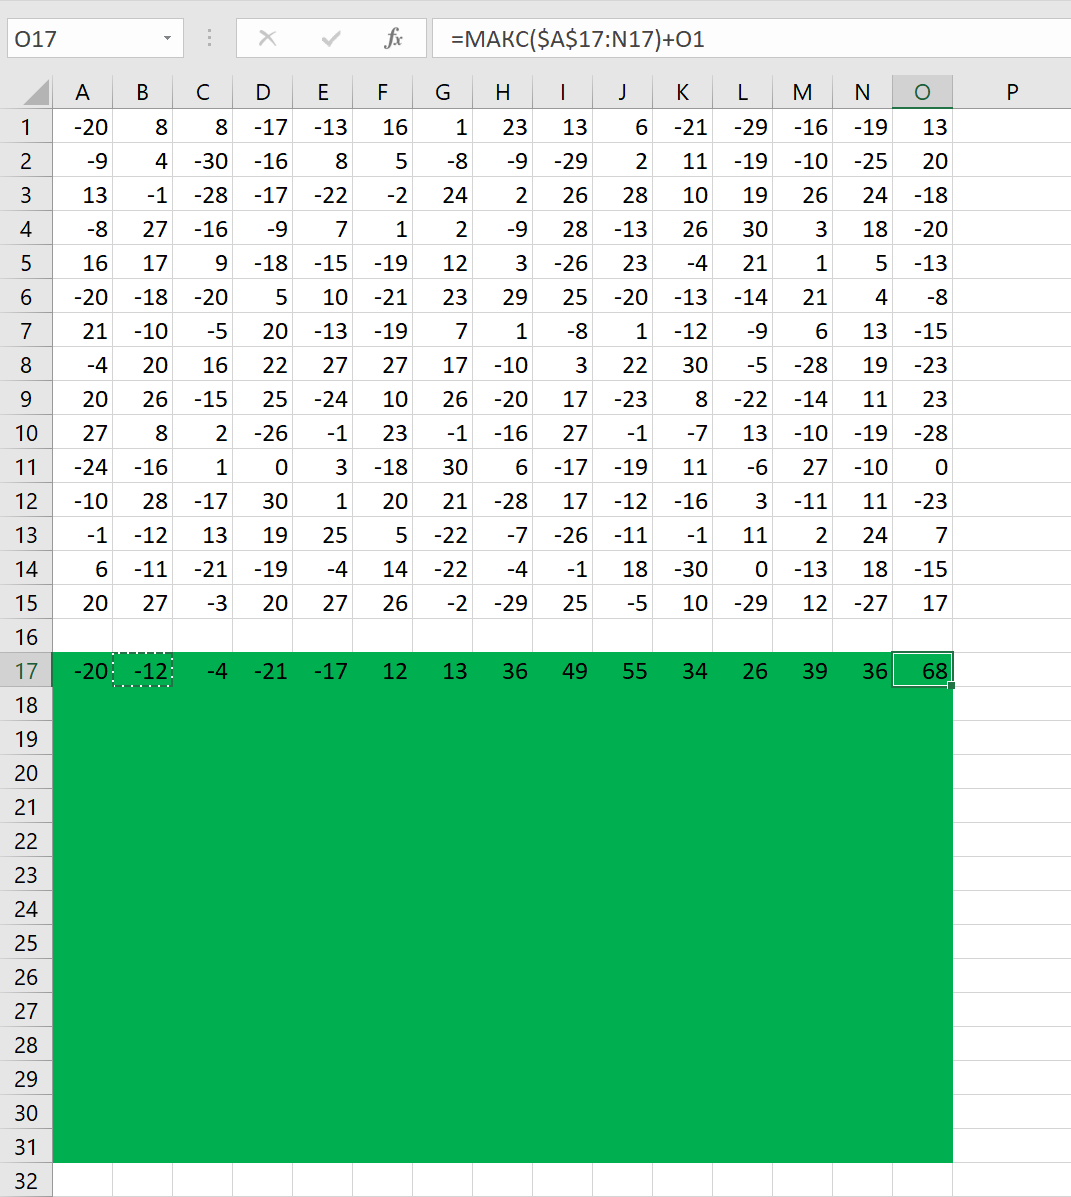 O17 fx =МАКС($A$17:N17)+O1
A B C D E F G H I J K L M N O P
1 -20 8 8 -17 -13 16 1 23 13 6 -21 -29 -16 -19 13
2 -9 4 -30 -16 8 5 -8 -9 -29 2 11 -19 -10 -25 20
3 13 -1 -28 -17 -22 -2 24 2 26 28 10 19 26 24 -18
4 -8 27 -16 -9 7 1 2 -9 28 -13 26 30 3 18 -20
5 16 17 9 -18 -15 -19 12 3 -26 23 -4 21 1 5 -13
6 -20 -18 -20 5 10 -21 23 29 25 -20 -13 -14 21 4 -8
7 21 -10 -5 20 -13 -19 7 1 -8 1 -12 -9 6 13 -15
8 -4 20 16 22 27 27 17 -10 3 22 30 -5 -28 19 -23
9 20 26 -15 25 -24 10 26 -20 17 -23 8 -22 -14 11 23
10 27 8 2 -26 -1 23 -1 -16 27 -1 -7 13 -10 -19 -28
11 -24 -16 1 0 3 -18 30 6 -17 -19 11 -6 27 -10 0
12 -10 28 -17 30 1 20 21 -28 17 -12 -16 3 -11 11 -23
13 -1 -12 13 19 25 5 -22 -7 -26 -11 -1 11 2 24 7
14 6 -11 -21 -19 -4 14 -22 -4 -1 18 -30 0 -13 18 -15
15 20 27 -3 20 27 26 -2 -29 25 -5 10 -29 12 -27 17
16
17 -20 -12 -4 -21 -17 12 13 36 49 55 34 26 39 36 68
18
19
20
21
22
23
24
25
26
27
28
29
30
31
32